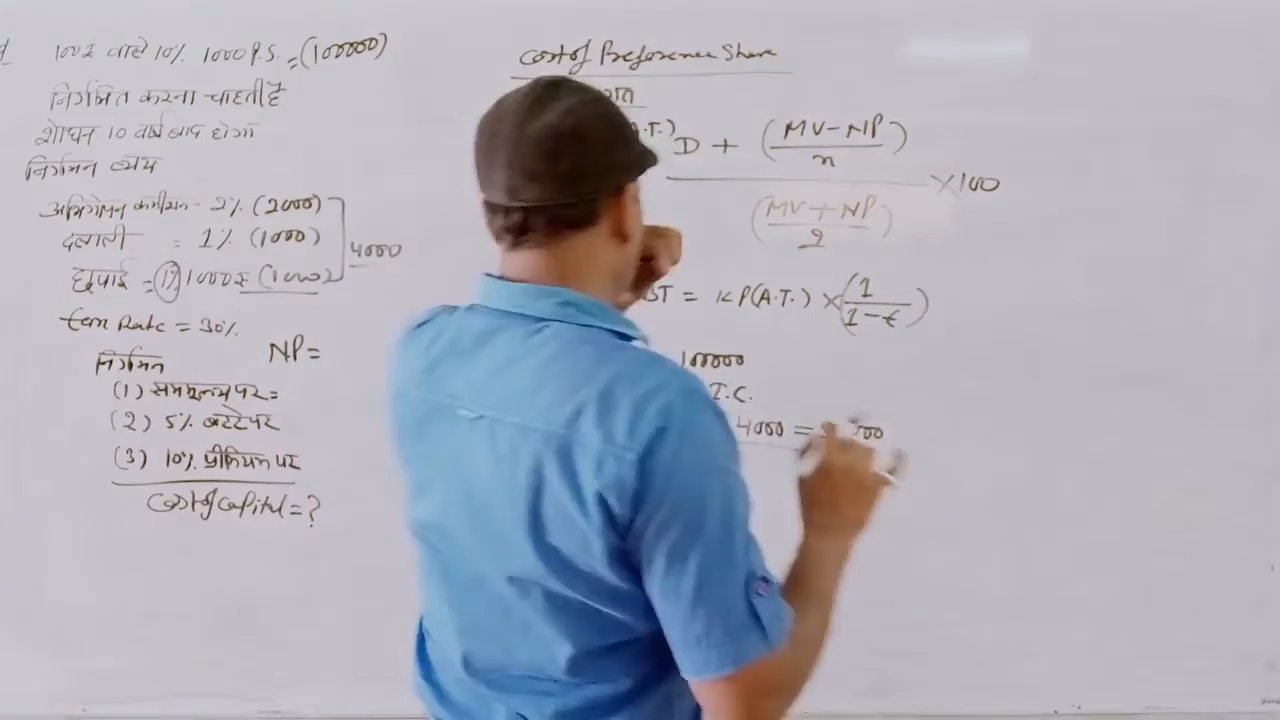 100₹ वाले 10% 1000 P.S. = (100000)
निर्गमित करना चाहती है
शोधन 10 वर्ष बाद होगा
निर्गमन व्यय
अभिगोपन कमीशन - 2% (2000)
दलाली = 1% (1000)
4000
छपाई = 1% 1000₹ (1000)
Rate = 30%
NP =
निर्गमन
(1) सममूल्य पर =
(2) 5% बट्टे पर
(3) 10% प्रीमियम पर
Cost of Capital = ?
Cost of Preference Share
A.T.)
D + (MV - NP / n)
(MV + NP / 2)
× 100
BT = KP(A.T.) × (1 / 1 - t)
100000
I.C.
4000 =